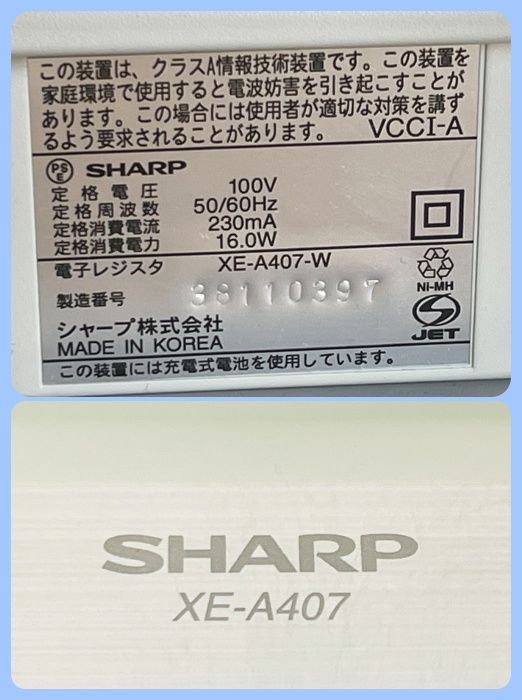 この装置は、クラスA情報技術装置です。この装置を
家庭環境で使用すると電波妨害を引き起こすことが
あります。この場合には使用者が適切な対策を講ず
るよう要求されることがあります。 VCCI-A
PS E SHARP
定格電圧 100V
定格周波数 50/60Hz
定格消費電流 230mA
定格消費電力 16.0W
電子レジスタ XE-A407-W
Ni-MH
製造番号 38110397
シャープ株式会社
JET
MADE IN KOREA
この装置には充電式電池を使用しています。
SHARP
XE-A407